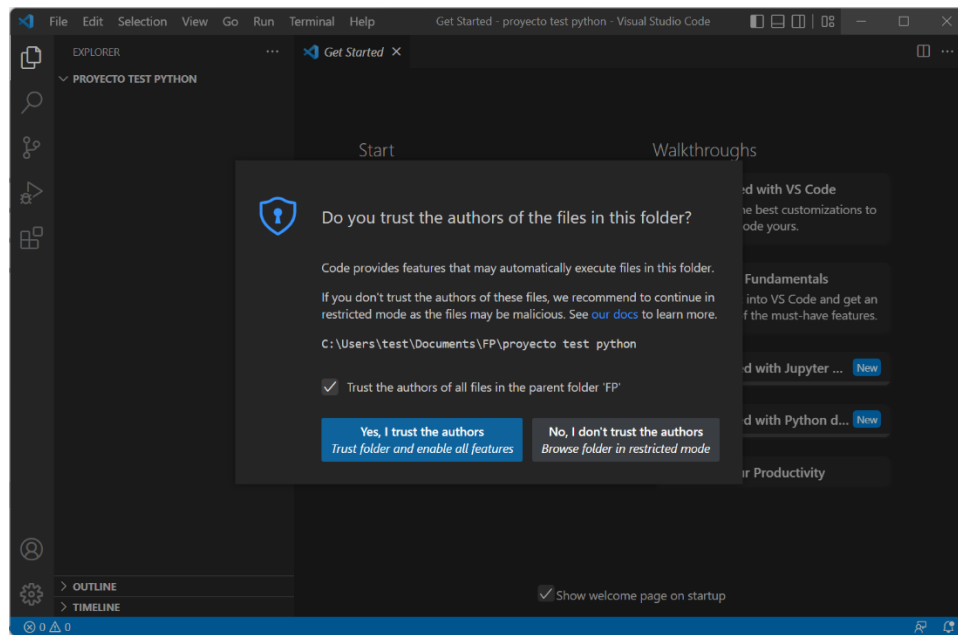 File Edit Selection View Go Run Terminal Help Get Started - proyecto test python - Visual Studio Code
EXPLORER
Get Started
PROYECTO TEST PYTHON
Start
Walkthroughs
Do you trust the authors of the files in this folder?
Code provides features that may automatically execute files in this folder.
If you don't trust the authors of these files, we recommend to continue in
restricted mode as the files may be malicious. See our docs to learn more.
C:\Users\test\Documents\FP\proyecto test python
Trust the authors of all files in the parent folder 'FP'
Yes, I trust the authors
Trust folder and enable all features
No, I don't trust the authors
Browse folder in restricted mode
with VS Code
best customizations to
yours.
Fundamentals
into VS Code and get an
the must-have features.
with Jupyter ... New
with Python d... New
Productivity
OUTLINE
TIMELINE
Show welcome page on startup
0 0